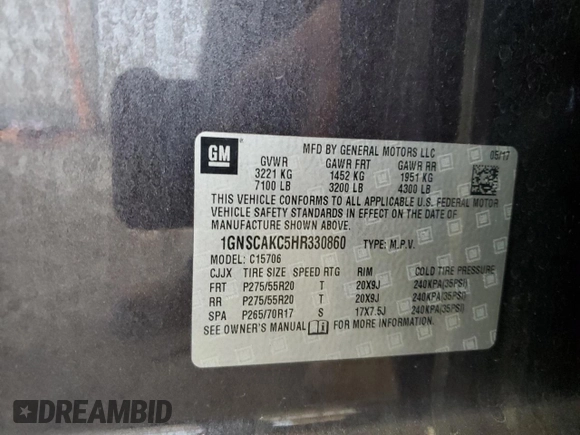 GM
MFD BY GENERAL MOTORS LLC 05/17
GVWR GAWR FRT GAWR RR
3221 KG 1452 KG 1951 KG
7100 LB 3200 LB 4300 LB
THIS VEHICLE CONFORMS TO ALL APPLICABLE U.S. FEDERAL MOTOR
VEHICLE SAFETY STANDARDS IN EFFECT ON THE DATE OF
MANUFACTURE SHOWN ABOVE.
1GNSCAKC5HR330860 TYPE: M.P.V.
MODEL: C15706
CJJX TIRE SIZE SPEED RTG RIM COLD TIRE PRESSURE
FRT P275/55R20 T 20X9J 240KPA(35PSI)
RR P275/55R20 T 20X9J 240KPA(35PSI)
SPA P265/70R17 S 17X7.5J 240KPA(35PSI)
SEE OWNER'S MANUAL FOR MORE INFORMATION.
DREAMBID